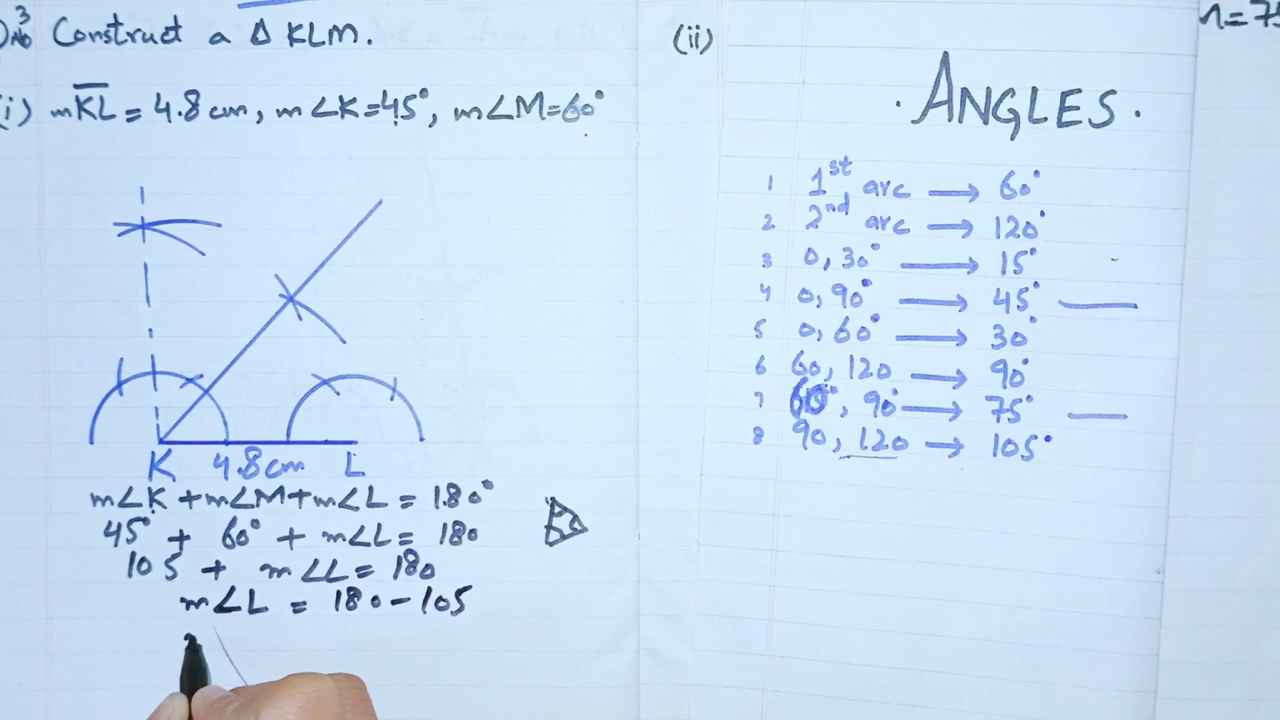 3
No Construct a Δ KLM.
(i) mKL = 4.8 cm, m∠K=45°, m∠M=60°
K 4.8cm L
m∠K + m∠M + m∠L = 180°
45° + 60° + m∠L = 180
105 + m∠L = 180
m∠L = 180 - 105
(ii)
. ANGLES .
1 1st arc → 60°
2 2nd arc → 120°
3 0, 30° → 15°
4 0, 90° → 45°
5 0, 60° → 30°
6 60, 120 → 90°
7 60°, 90° → 75°
8 90, 120 → 105°